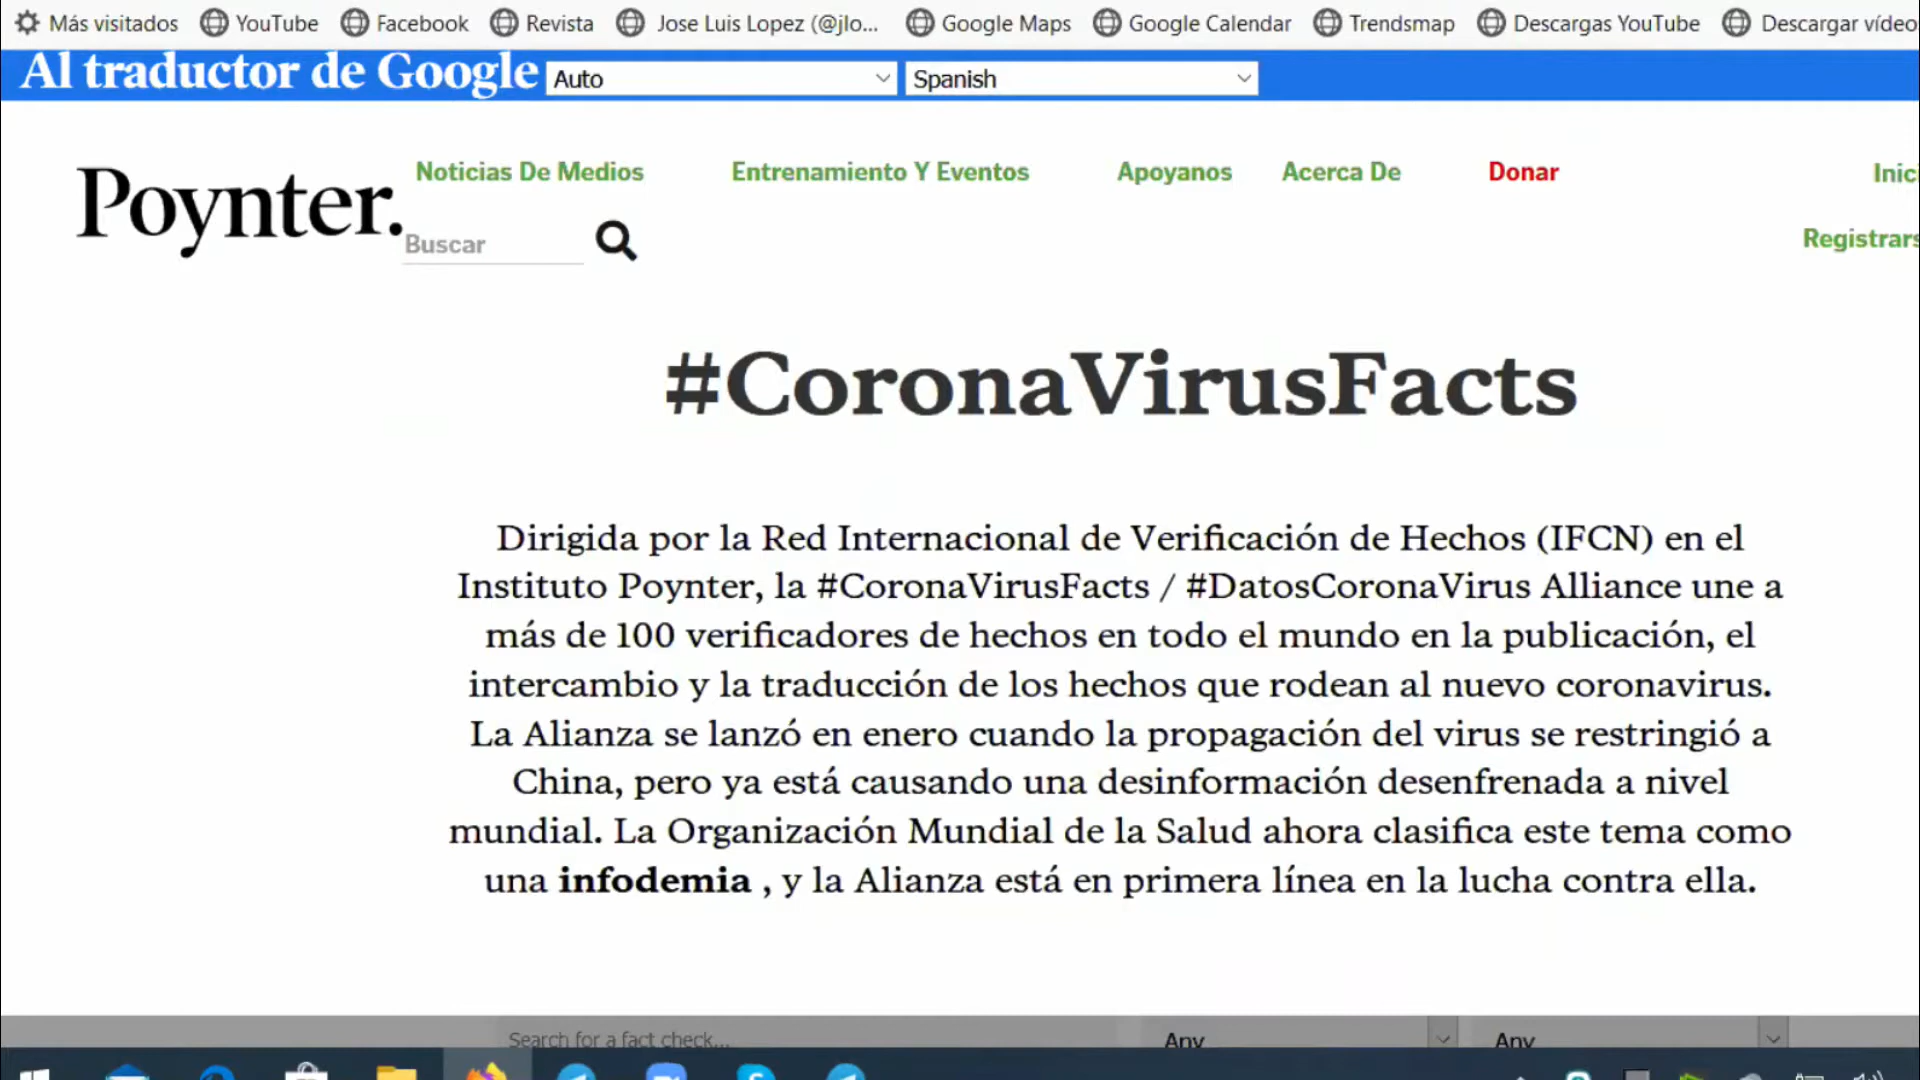 Más visitados YouTube Facebook Revista Jose Luis Lopez (@jlo... Google Maps Google Calendar Trendsmap Descargas YouTube Descargar vídeo
Al traductor de Google Auto Spanish
Noticias De Medios Entrenamiento Y Eventos Apoyanos Acerca De Donar Inici
Poynter.
Buscar Registrars
#CoronaVirusFacts
Dirigida por la Red Internacional de Verificación de Hechos (IFCN) en el
Instituto Poynter, la #CoronaVirusFacts / #DatosCoronaVirus Alliance une a
más de 100 verificadores de hechos en todo el mundo en la publicación, el
intercambio y la traducción de los hechos que rodean al nuevo coronavirus.
La Alianza se lanzó en enero cuando la propagación del virus se restringió a
China, pero ya está causando una desinformación desenfrenada a nivel
mundial. La Organización Mundial de la Salud ahora clasifica este tema como
una infodemia , y la Alianza está en primera línea en la lucha contra ella.
Search for a fact check... Any Any